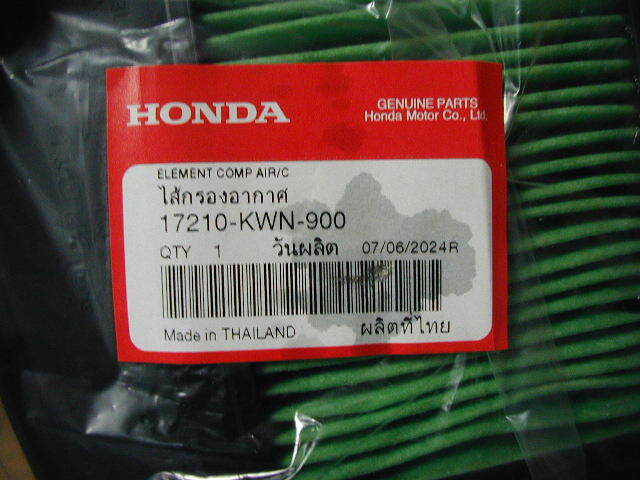 HONDA
GENUINE PARTS
Honda Motor Co., Ltd.
ELEMENT COMP AIR/C
ไส้กรองอากาศ
17210-KWN-900
QTY 1 วันผลิต 07/06/2024R
Made in THAILAND ผลิตที่ไทย